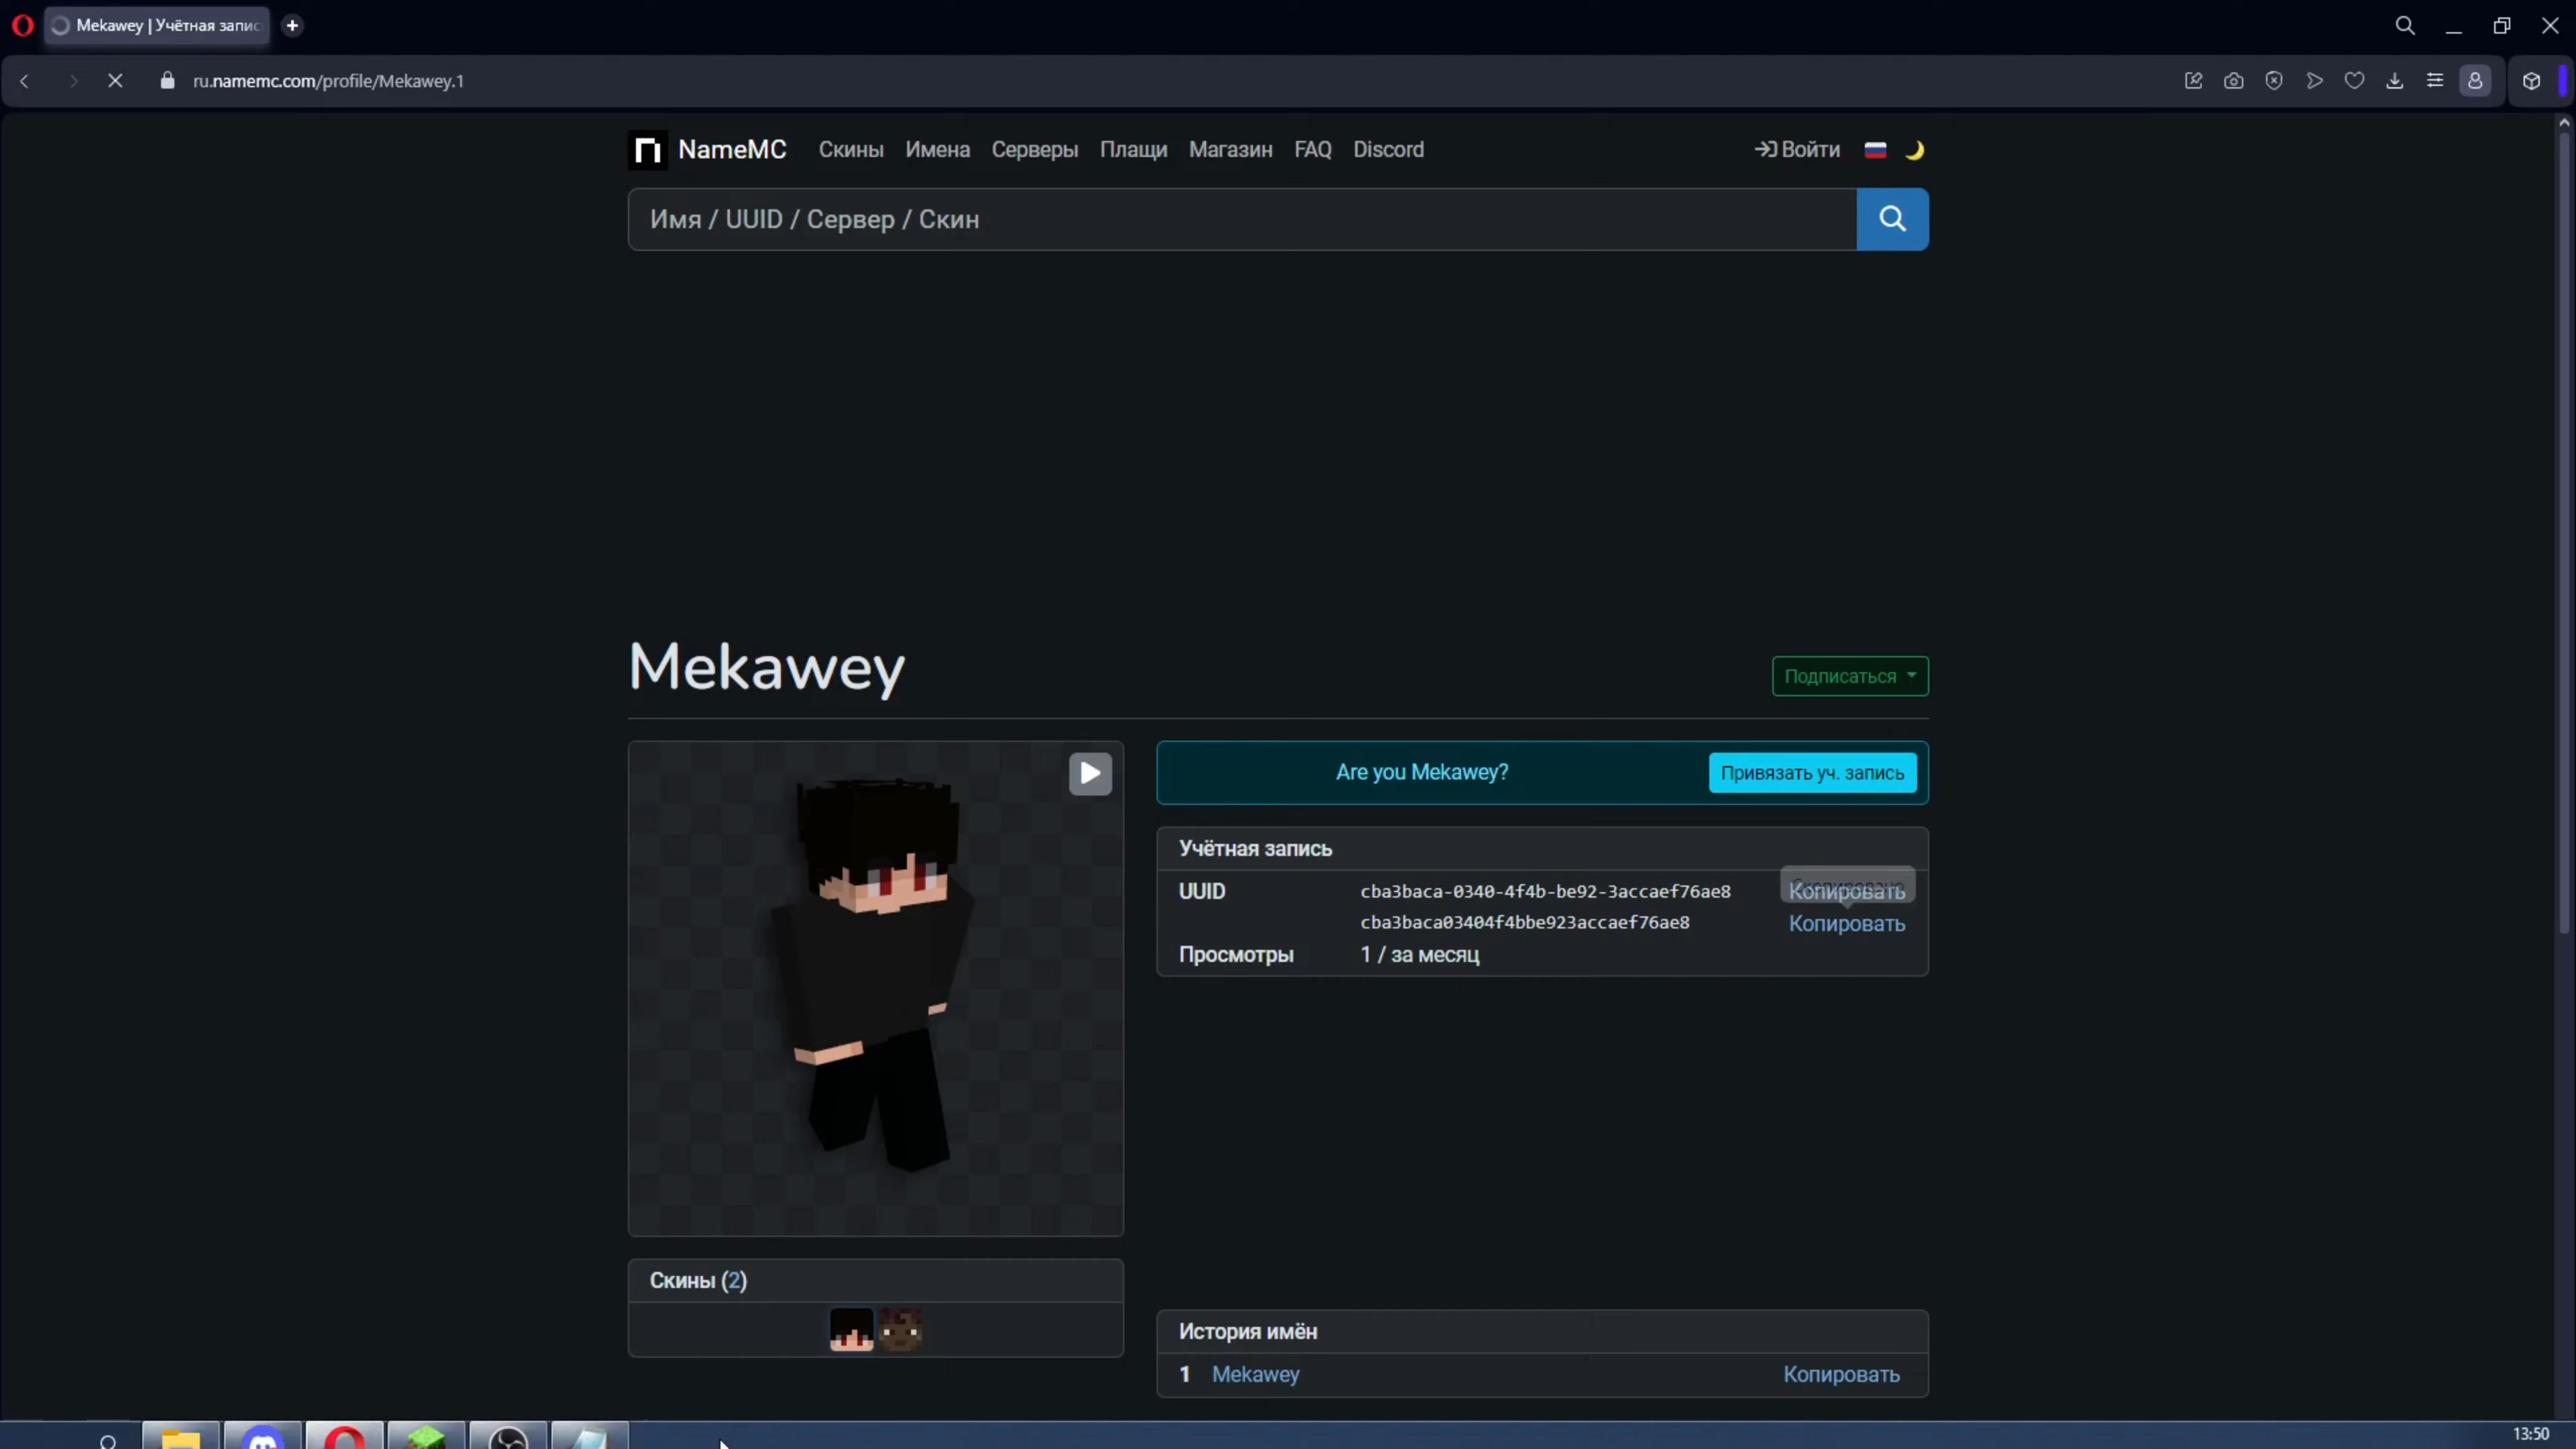 Mekawey | Учётная запис
ru.namemc.com/profile/Mekawey.1
NameMC Скины Имена Серверы Плащи Магазин FAQ Discord Войти
Имя / UUID / Сервер / Скин
Mekawey
Подписаться
Are you Mekawey?
Привязать уч. запись
Учётная запись
UUID cba3baca-0340-4f4b-be92-3accaef76ae8 Копировать
cba3baca03404f4bbe923accaef76ae8 Копировать
Просмотры 1 / за месяц
Скины (2)
История имён
1 Mekawey Копировать
13:50